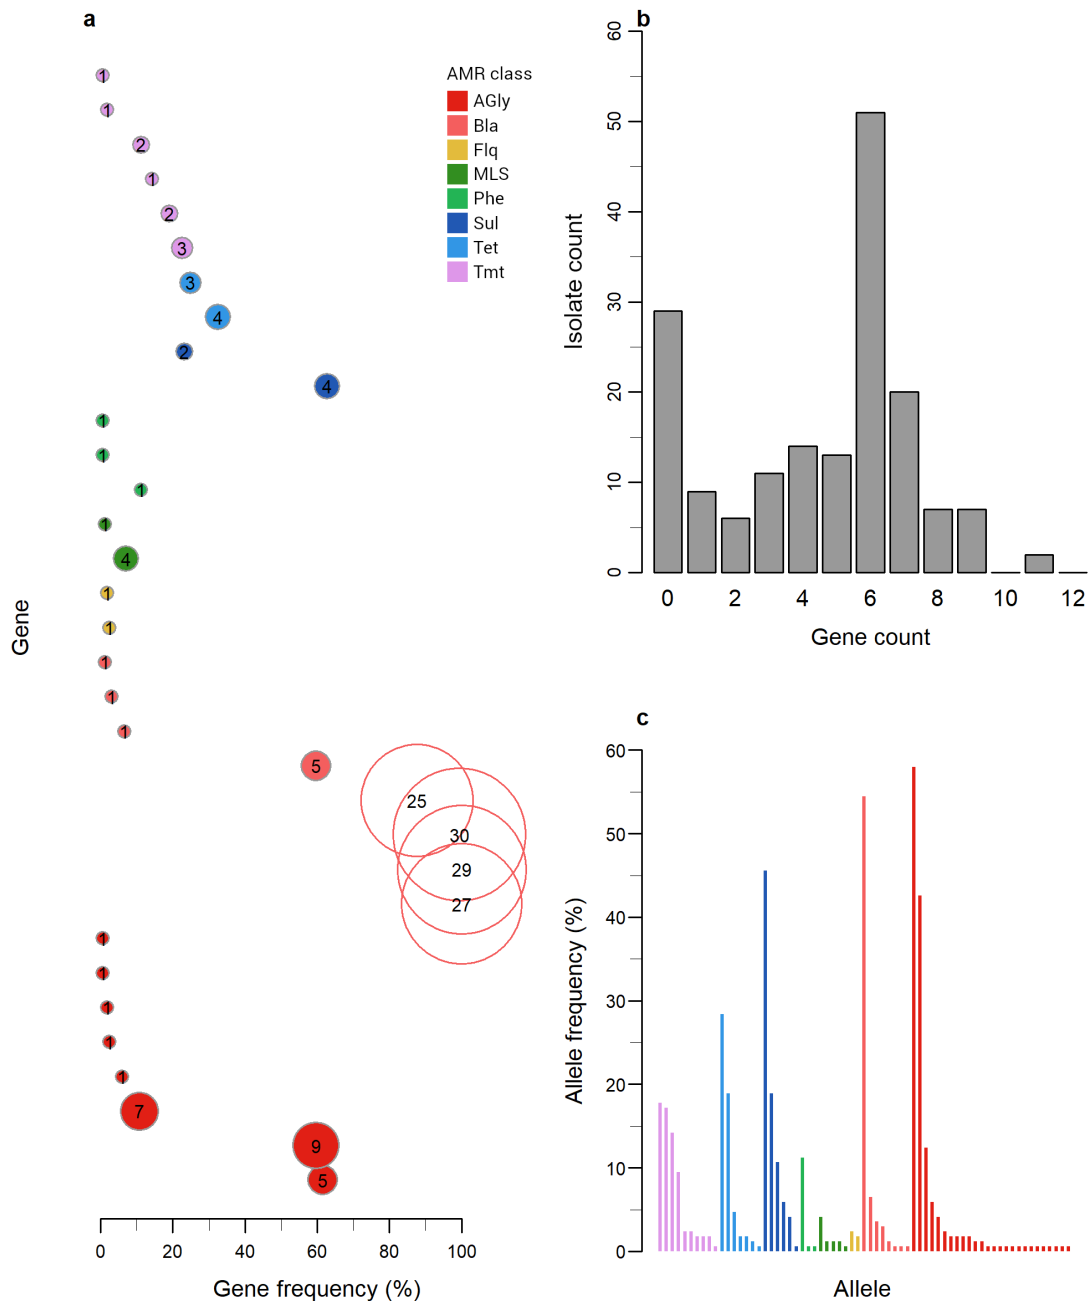 a
AMR class
AGly
Bla
Flq
MLS
Phe
Sul
Tet
Tmt
1
1
2
1
2
3
3
4
2
4
1
1
1
1
4
1
1
1
1
1
5
25
30
29
27
1
1
1
1
1
7
9
5
Gene
0 20 40 60 80 100
Gene frequency (%)
b
60
50
40
30
20
10
0
Isolate count
0 2 4 6 8 10 12
Gene count
c
60
50
40
30
20
10
0
Allele frequency (%)
Allele